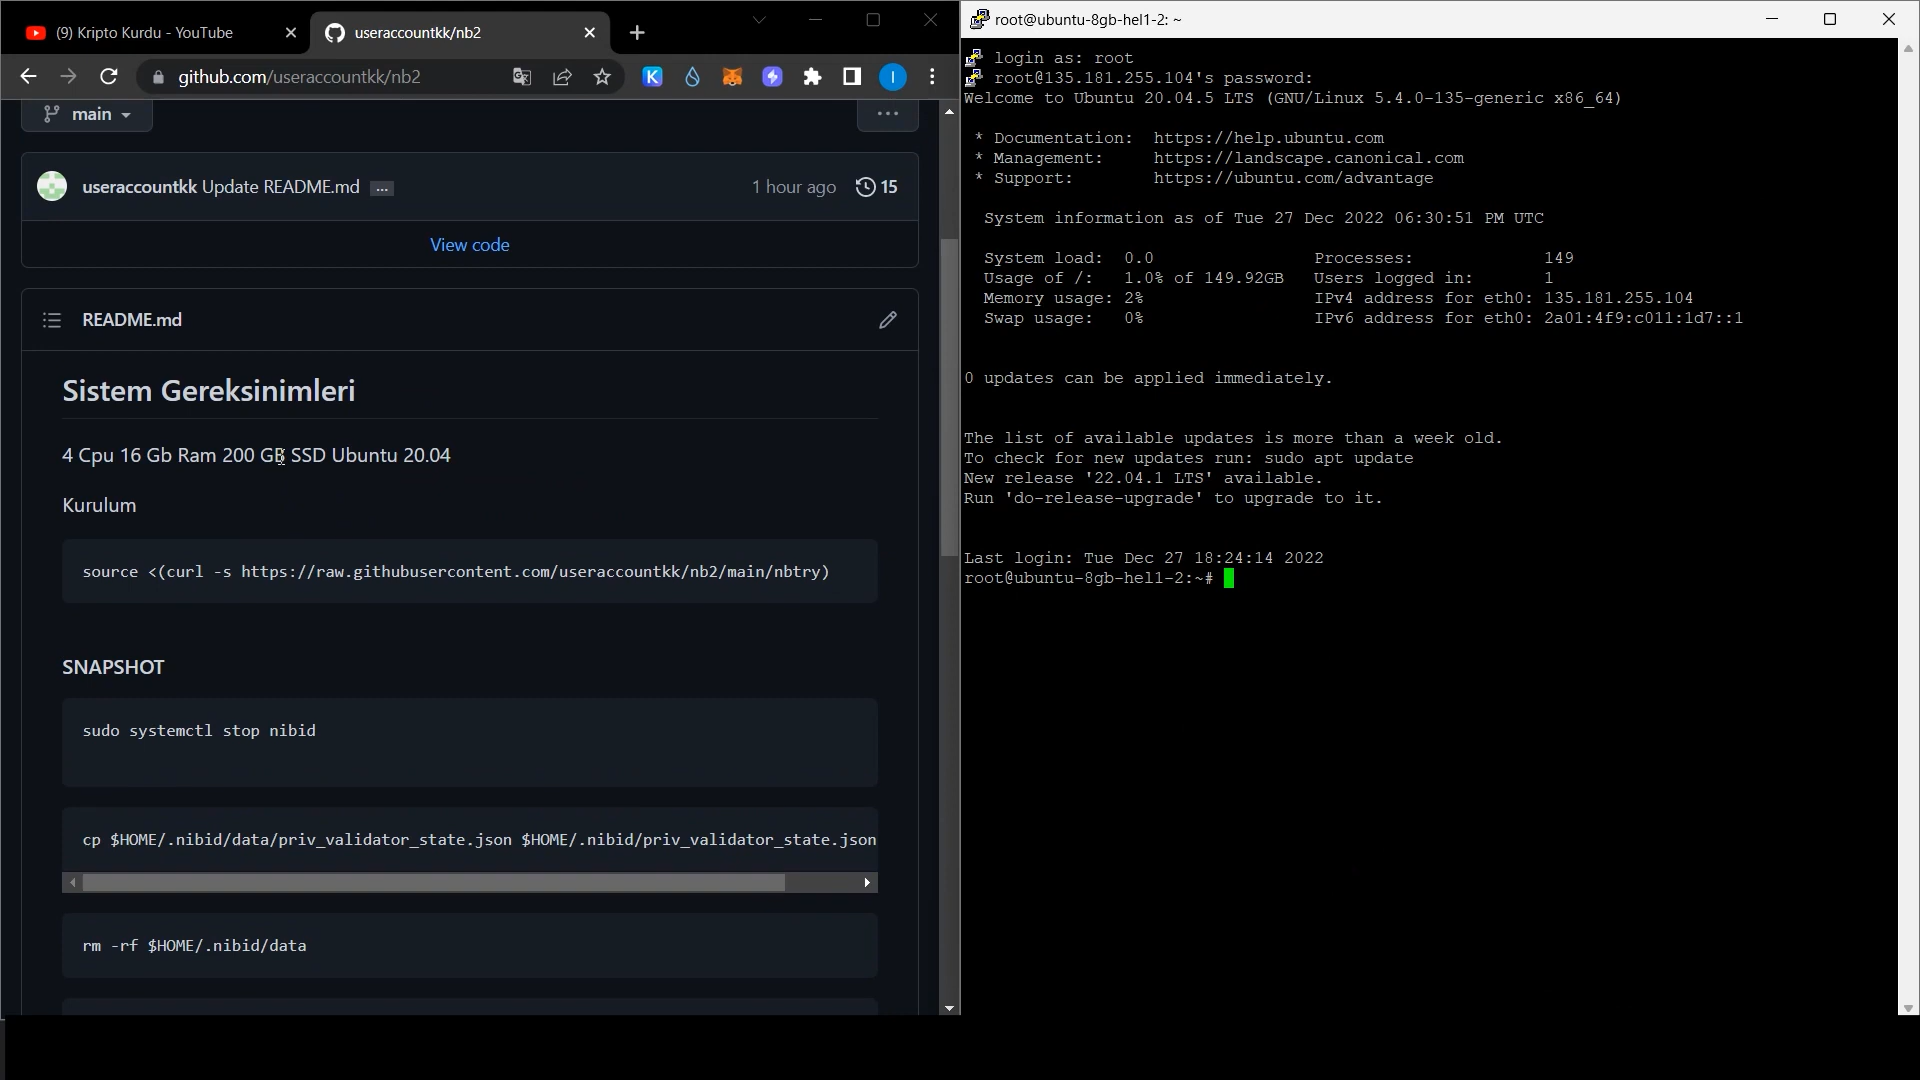 (9) Kripto Kurdu - YouTube
useraccountkk/nb2
github.com/useraccountkk/nb2
K
I
main
useraccountkk Update README.md ...
1 hour ago
15
View code
README.md
Sistem Gereksinimleri
4 Cpu 16 Gb Ram 200 GB SSD Ubuntu 20.04
Kurulum
source <(curl -s https://raw.githubusercontent.com/useraccountkk/nb2/main/nbtry)
SNAPSHOT
sudo systemctl stop nibid
cp $HOME/.nibid/data/priv_validator_state.json $HOME/.nibid/priv_validator_state.json
rm -rf $HOME/.nibid/data
root@ubuntu-8gb-hel1-2: ~
login as: root
root@135.181.255.104's password:
Welcome to Ubuntu 20.04.5 LTS (GNU/Linux 5.4.0-135-generic x86_64)
* Documentation: https://help.ubuntu.com
* Management: https://landscape.canonical.com
* Support: https://ubuntu.com/advantage
System information as of Tue 27 Dec 2022 06:30:51 PM UTC
System load: 0.0 Processes: 149
Usage of /: 1.0% of 149.92GB Users logged in: 1
Memory usage: 2% IPv4 address for eth0: 135.181.255.104
Swap usage: 0% IPv6 address for eth0: 2a01:4f9:c011:1d7::1
0 updates can be applied immediately.
The list of available updates is more than a week old.
To check for new updates run: sudo apt update
New release '22.04.1 LTS' available.
Run 'do-release-upgrade' to upgrade to it.
Last login: Tue Dec 27 18:24:14 2022
root@ubuntu-8gb-hel1-2:~#